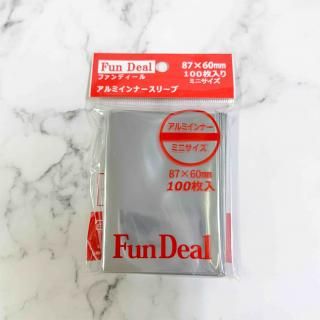 Fun Deal
ファンディール
アルミインナースリーブ
87×60mm
100枚入り
ミニサイズ
アルミインナー
ミニサイズ
87×60mm
100枚入
Fun Deal